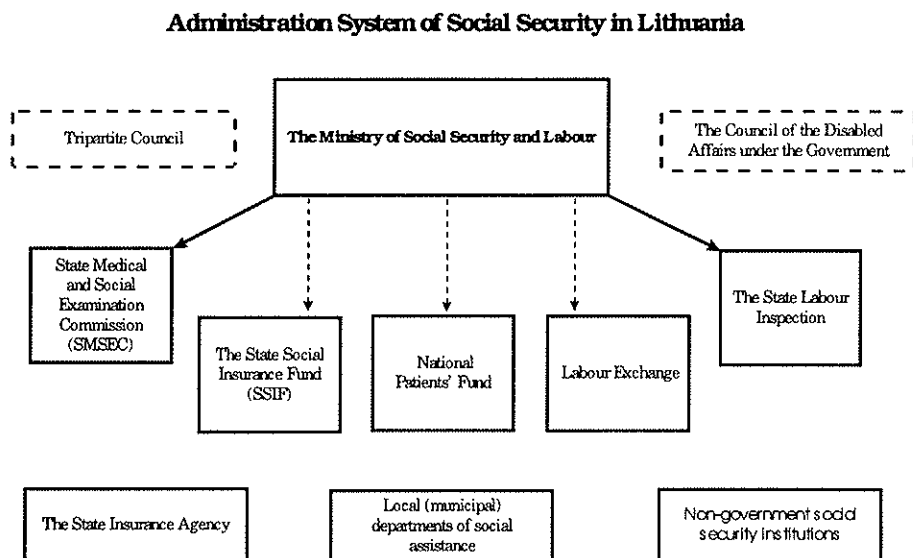 Administration System of Social Security in Lithuania
Tripartite Council
The Ministry of Social Security and Labour
The Council of the Disabled
Affairs under the Government
State Medical
and Social
Examination
Commission
(SMSEC)
The State Social
Insurance Fund
(SSIF)
National
Patients' Fund
Labour Exchange
The State Labour
Inspection
The State Insurance Agency
Local (municipal)
departments of social
assistance
Non-government social
security institutions